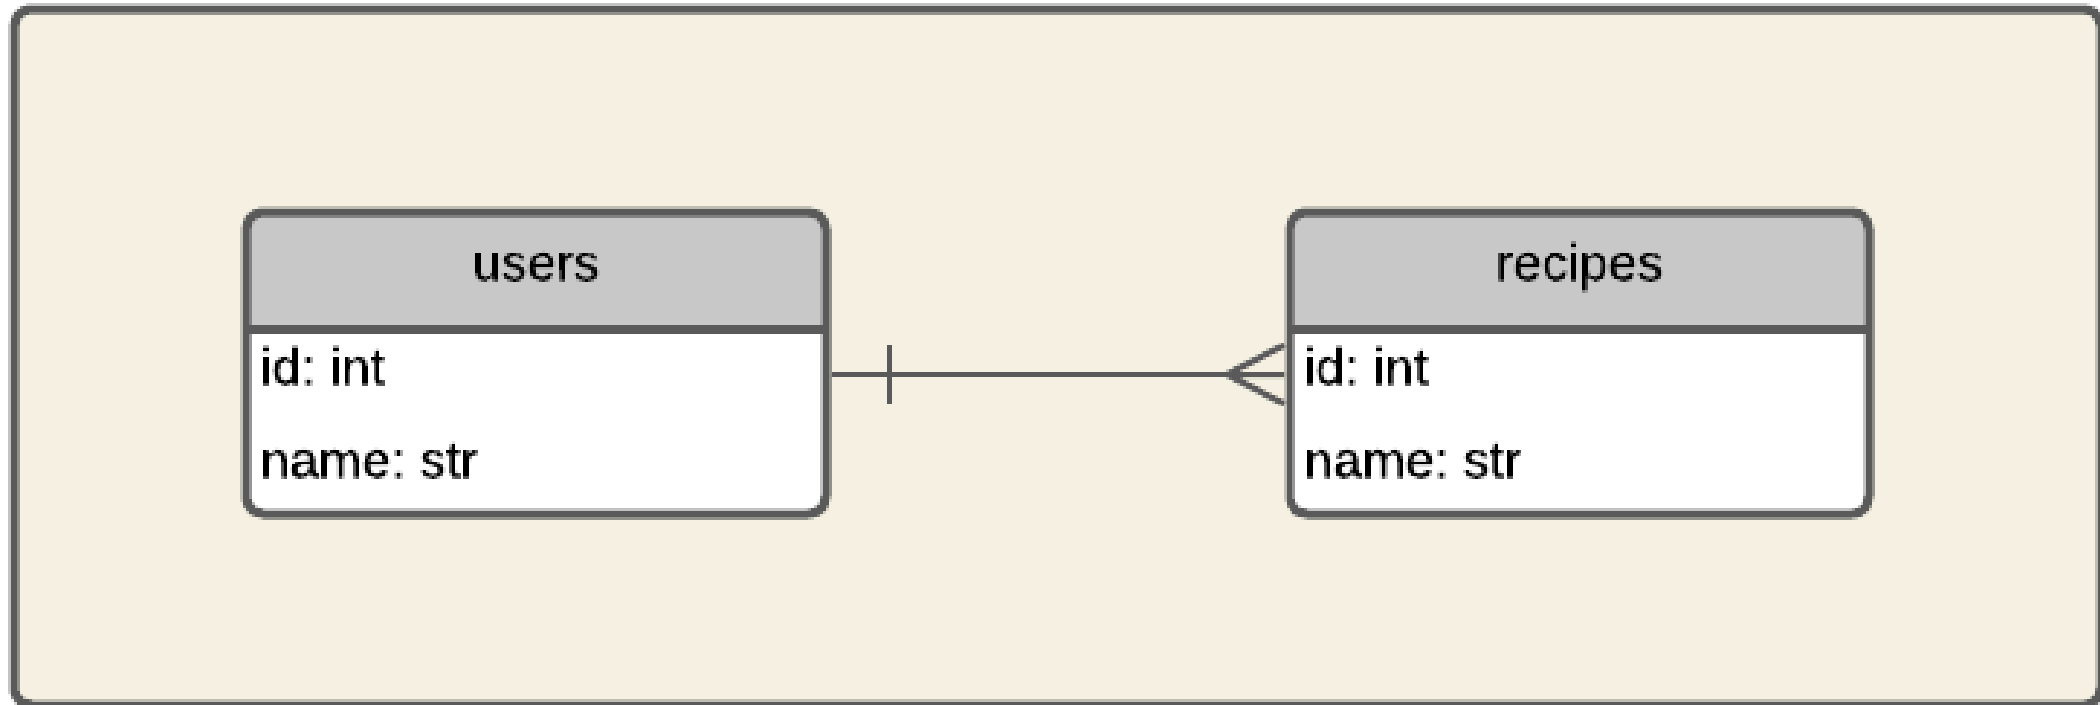 users
id: int
name: str
recipes
id: int
name: str